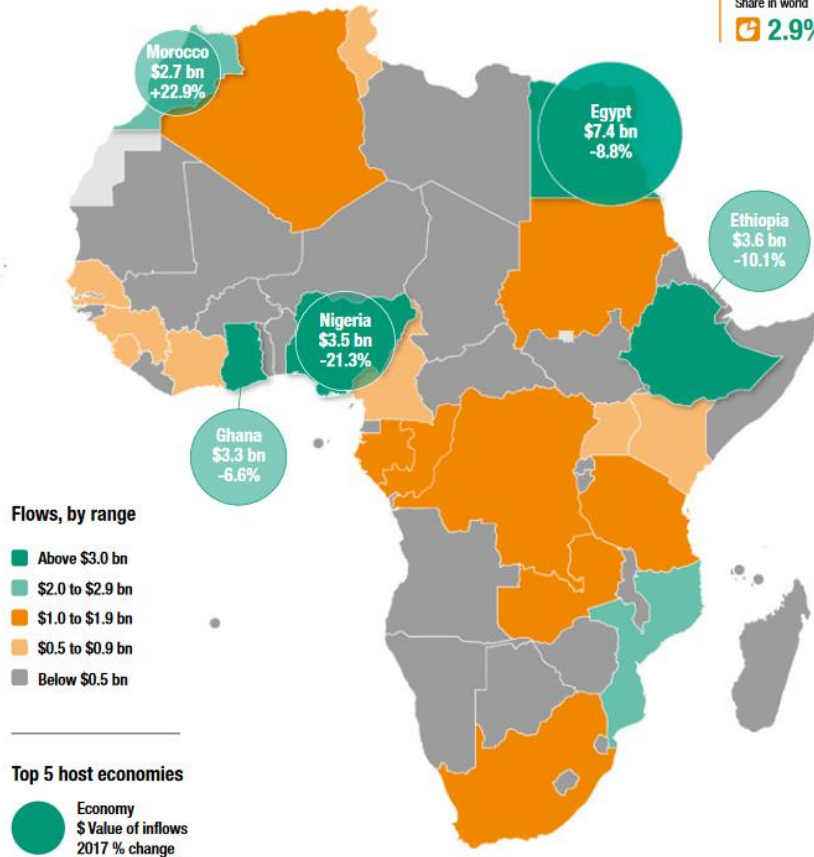 Share in world
2.9%
Morocco
$2.7 bn
+22.9%
Egypt
$7.4 bn
-8.8%
Ethiopia
$3.6 bn
-10.1%
Nigeria
$3.5 bn
-21.3%
Ghana
$3.3 bn
-6.6%
Flows, by range
Above $3.0 bn
$2.0 to $2.9 bn
$1.0 to $1.9 bn
$0.5 to $0.9 bn
Below $0.5 bn
Top 5 host economies
Economy
$ Value of inflows
2017 % change